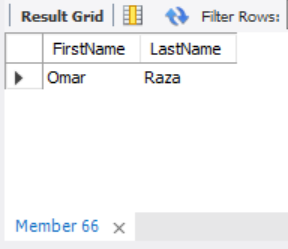 Result Grid Filter Rows:
FirstName LastName
Omar Raza
Member 66